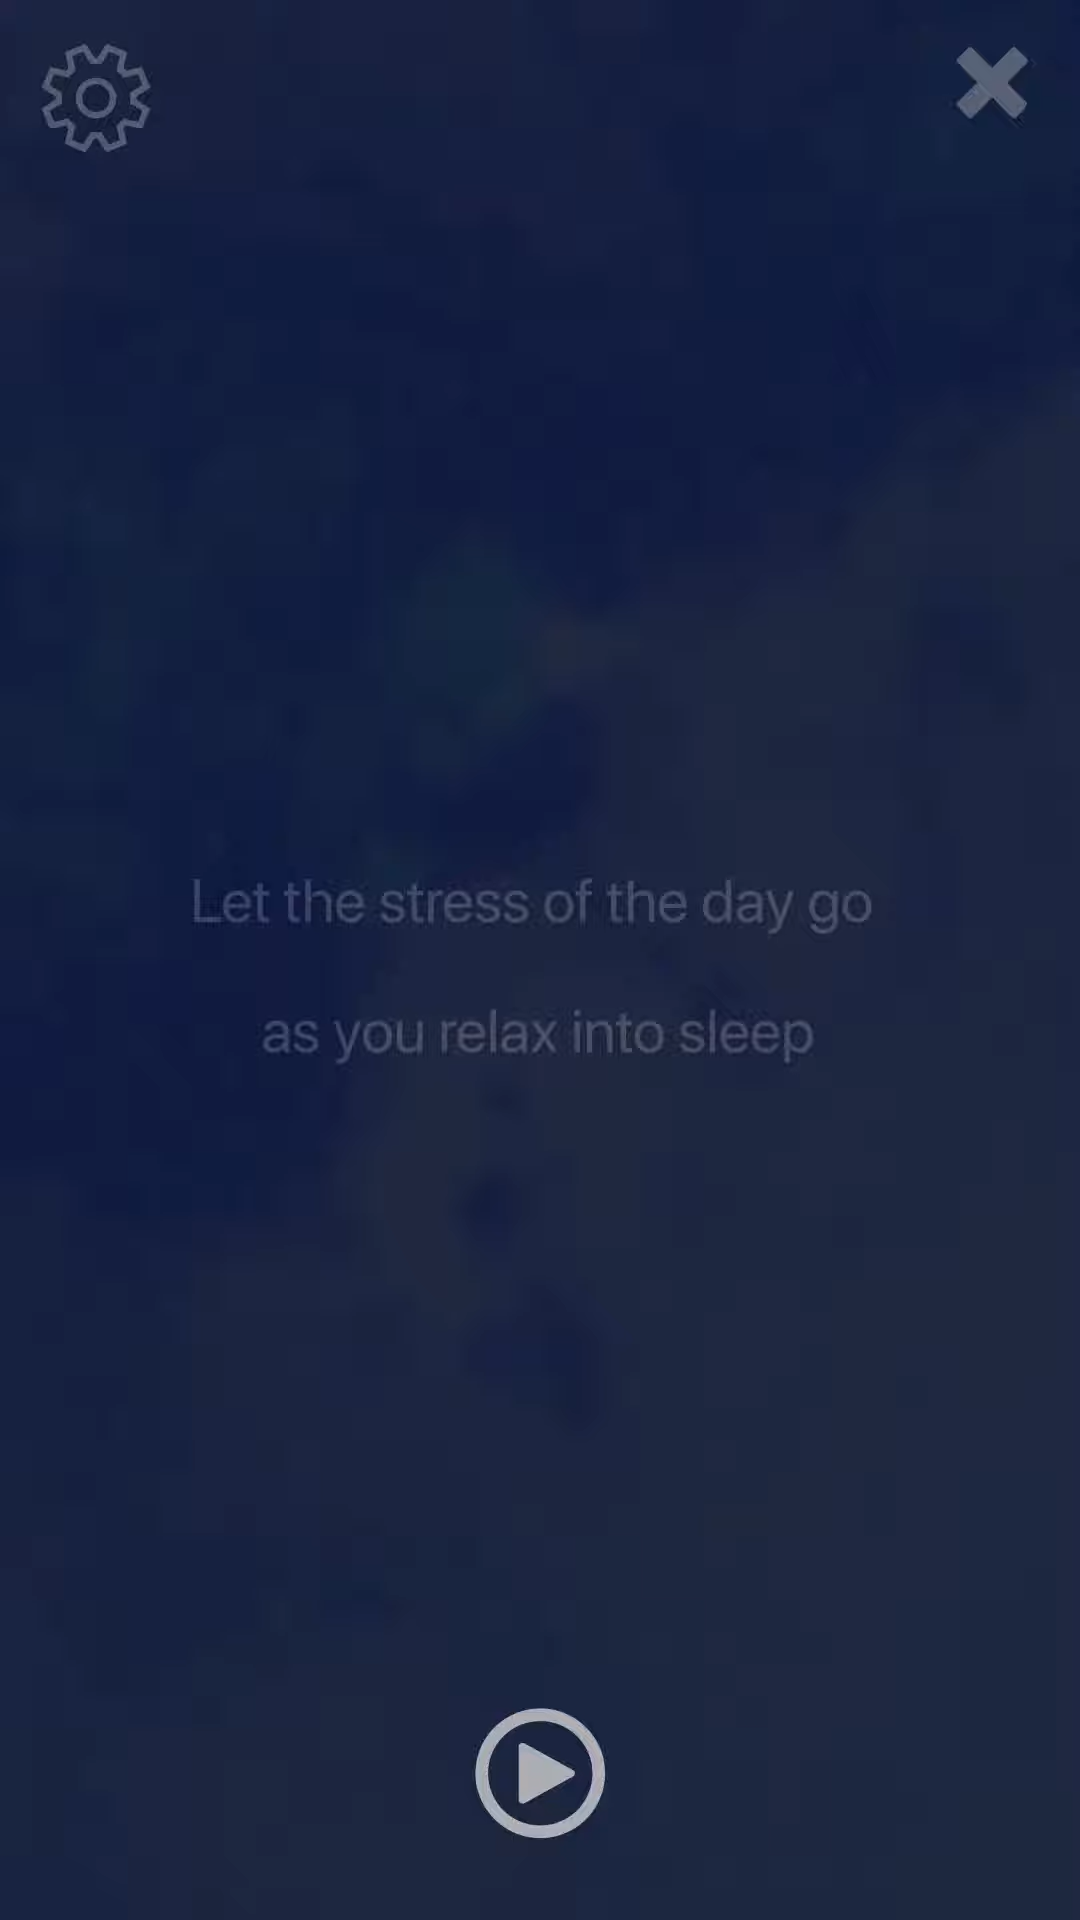 Let the stress of the day go
as you relax into sleep